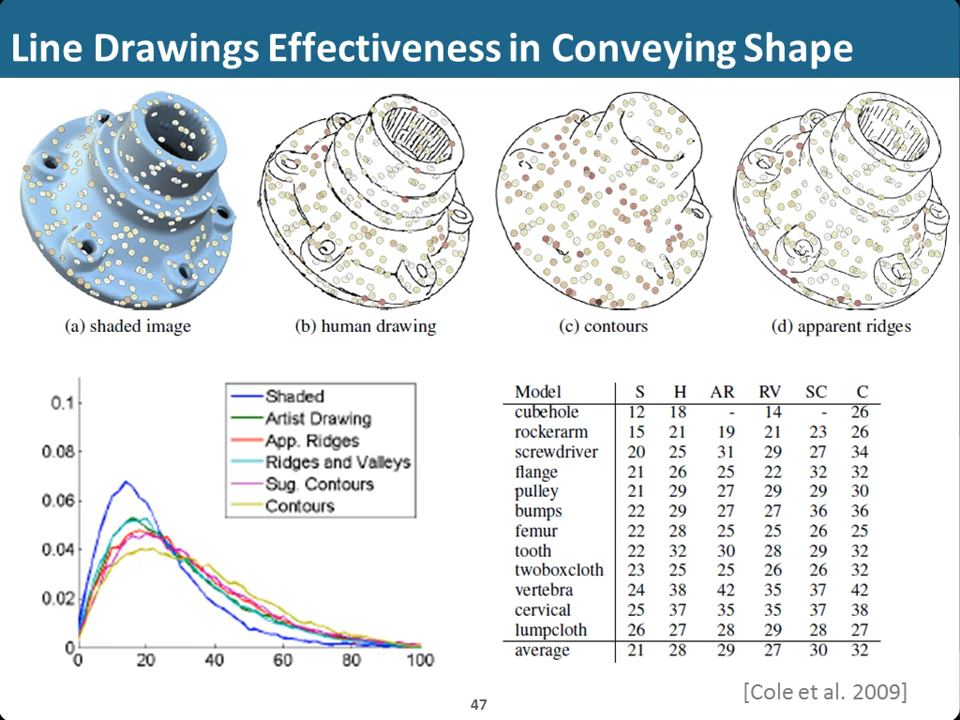 Line Drawings Effectiveness in Conveying Shape
(a) shaded image
(b) human drawing
(c) contours
(d) apparent ridges
0.1
0.08
0.06
0.04
0.02
0
0 20 40 60 80 100
Shaded
Artist Drawing
App. Ridges
Ridges and Valleys
Sug. Contours
Contours
Model S H AR RV SC C
cubehole 12 18 - 14 - 26
rockerarm 15 21 19 21 23 26
screwdriver 20 25 31 29 27 34
flange 21 26 25 22 32 32
pulley 21 29 27 29 29 30
bumps 22 29 27 27 36 36
femur 22 28 25 25 26 25
tooth 22 32 30 28 29 32
twoboxcloth 23 25 25 26 26 32
vertebra 24 38 42 35 37 42
cervical 25 37 35 35 37 38
lumpcloth 26 27 28 29 28 27
average 21 28 29 27 30 32
[Cole et al. 2009]
47